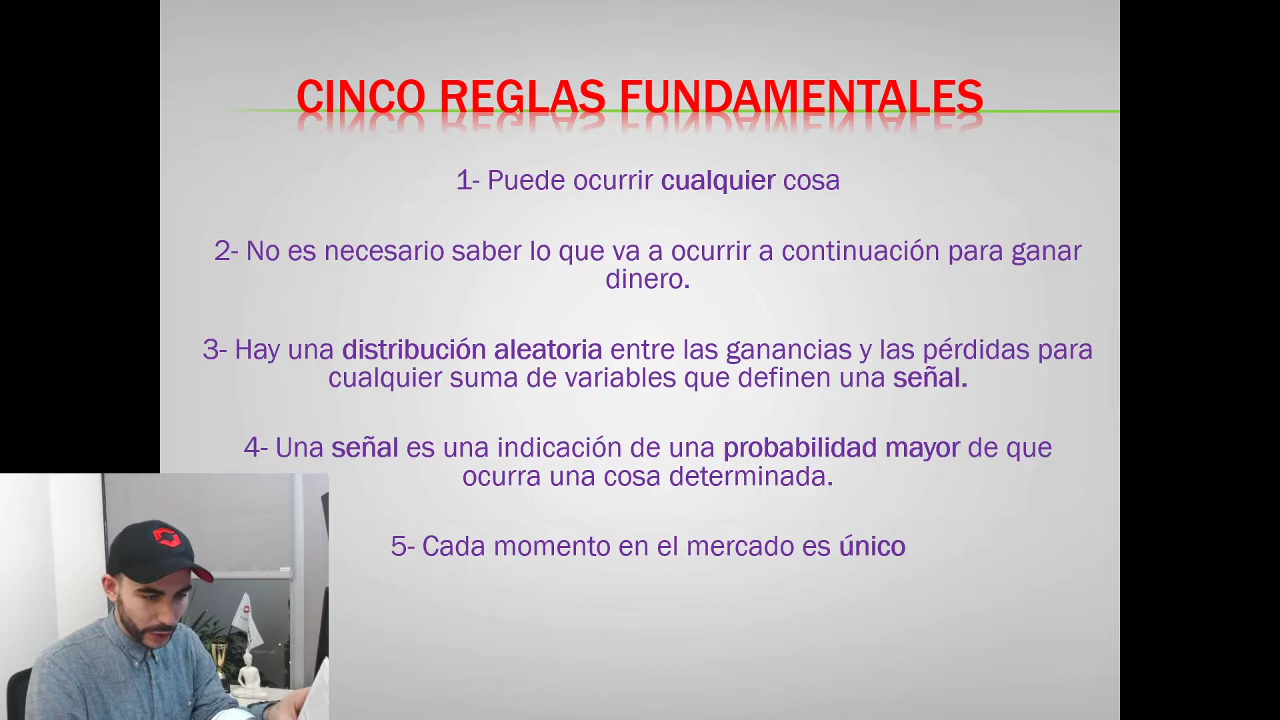 CINCO REGLAS FUNDAMENTALES
1- Puede ocurrir cualquier cosa
2- No es necesario saber lo que va a ocurrir a continuación para ganar
dinero.
3- Hay una distribución aleatoria entre las ganancias y las pérdidas para
cualquier suma de variables que definen una señal.
4- Una señal es una indicación de una probabilidad mayor de que
ocurra una cosa determinada.
5- Cada momento en el mercado es único